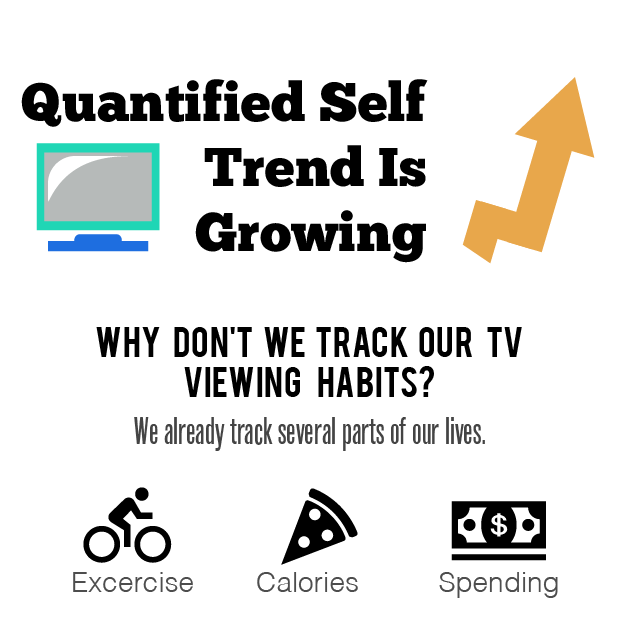 Quantified Self
Trend Is
Growing
WHY DON'T WE TRACK OUR TV
VIEWING HABITS?
We already track several parts of our lives.
$
Excercise Calories Spending